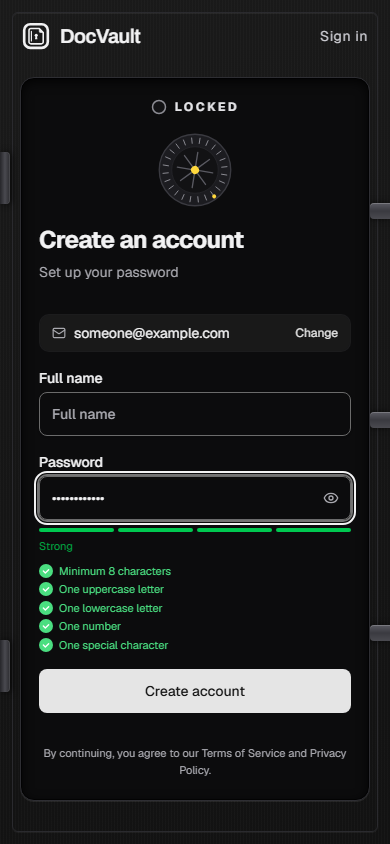 DocVault
Sign in
LOCKED
Create an account
Set up your password
someone@example.com
Change
Full name
Full name
Password
••••••••••••
Strong
Minimum 8 characters
One uppercase letter
One lowercase letter
One number
One special character
Create account
By continuing, you agree to our Terms of Service and Privacy
Policy.